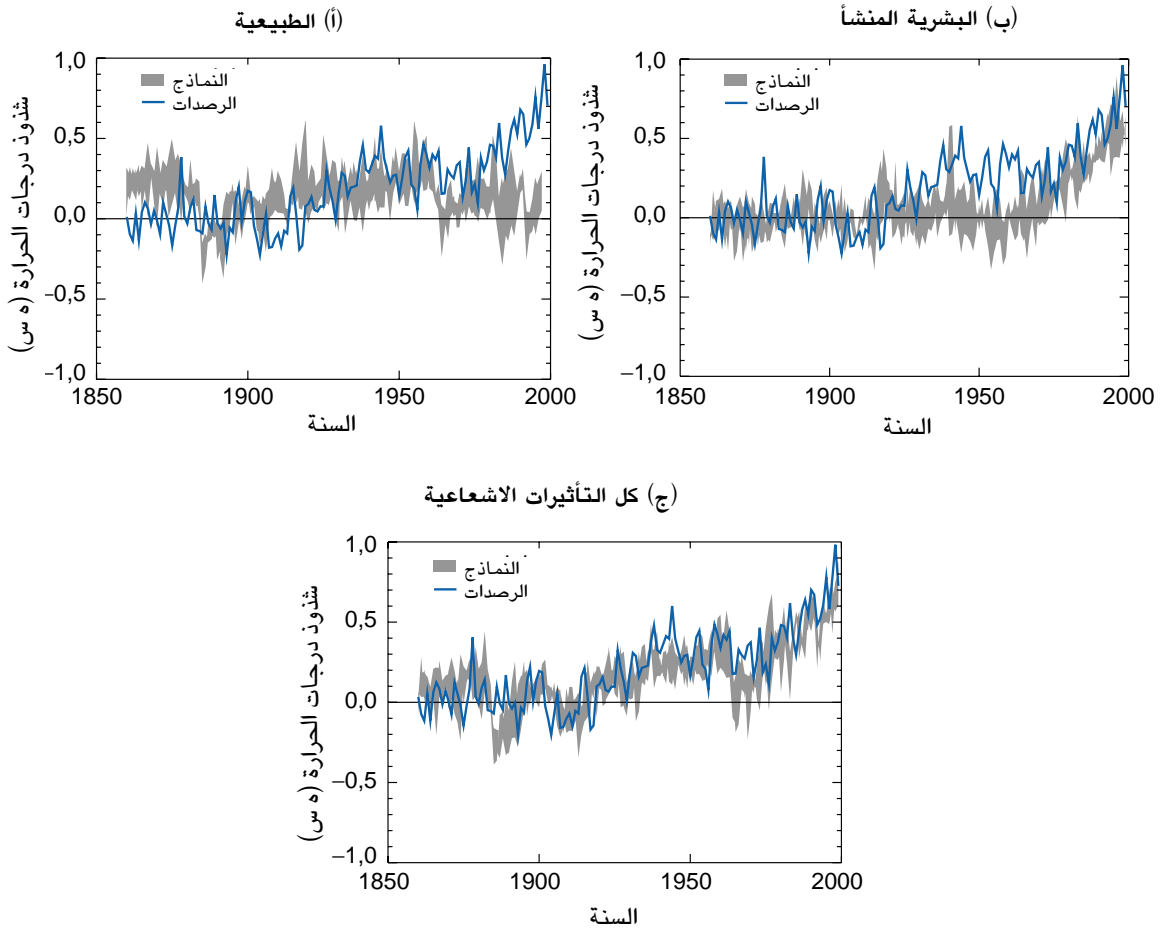 (أ) الطبيعية
شذوذ درجات الحرارة (ه س)
1,0
0,5
0,0
−0,5
−1,0
النماذج
الرصدات
1850 1900 1950 2000
السنة
(ب) البشرية المنشأ
شذوذ درجات الحرارة (ه س)
1,0
0,5
0,0
−0,5
−1,0
النماذج
الرصدات
1850 1900 1950 2000
السنة
(ج) كل التأثيرات الاشعاعية
شذوذ درجات الحرارة (ه س)
1,0
0,5
0,0
−0,5
−1,0
النماذج
الرصدات
1850 1900 1950 2000
السنة